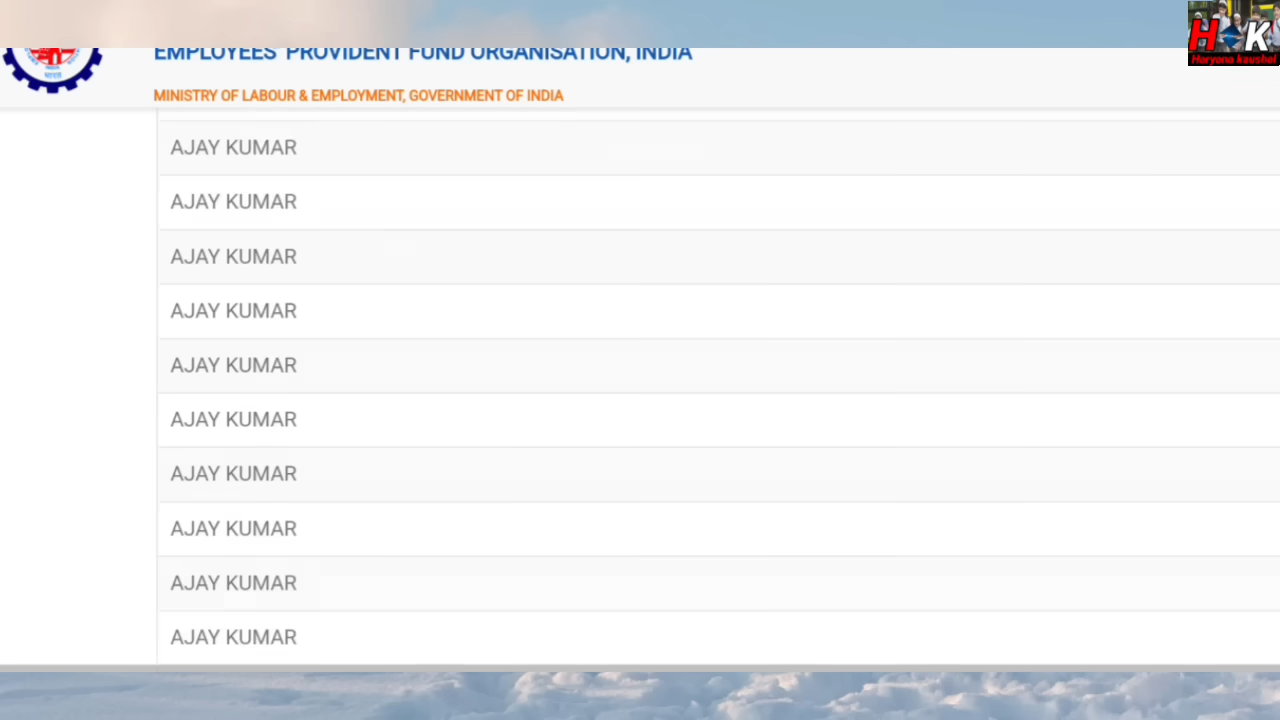 EMPLOYEES' PROVIDENT FUND ORGANISATION, INDIA
MINISTRY OF LABOUR & EMPLOYMENT, GOVERNMENT OF INDIA
AJAY KUMAR
AJAY KUMAR
AJAY KUMAR
AJAY KUMAR
AJAY KUMAR
AJAY KUMAR
AJAY KUMAR
AJAY KUMAR
AJAY KUMAR
AJAY KUMAR
H K
Haryana kaushal